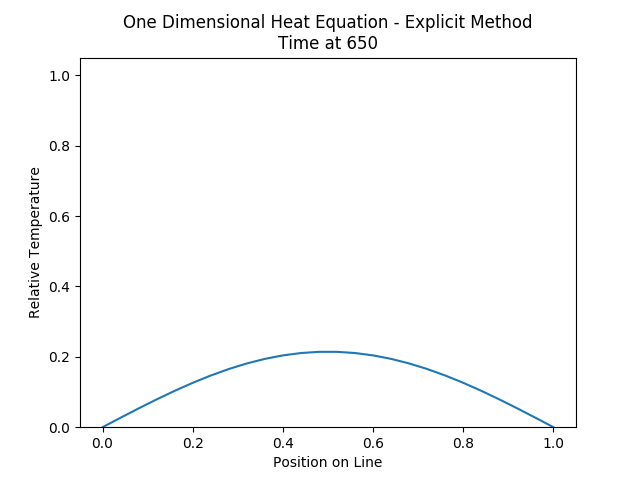 One Dimensional Heat Equation - Explicit Method
Time at 650
1.0
0.8
0.6
0.4
0.2
0.0
Relative Temperature
0.0 0.2 0.4 0.6 0.8 1.0
Position on Line